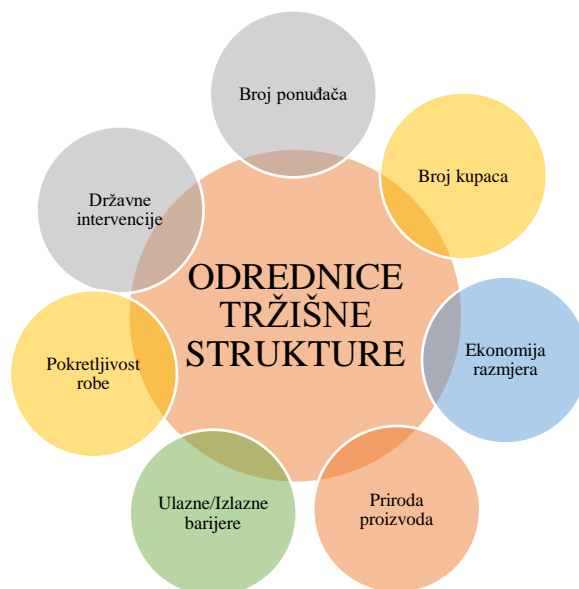 Broj ponuđača
Broj kupaca
Državne
intervencije
ODREDNICE
TRŽIŠNE
STRUKTURE
Ekonomija
razmjera
Pokretljivost
robe
Ulazne/Izlazne
barijere
Priroda
proizvoda